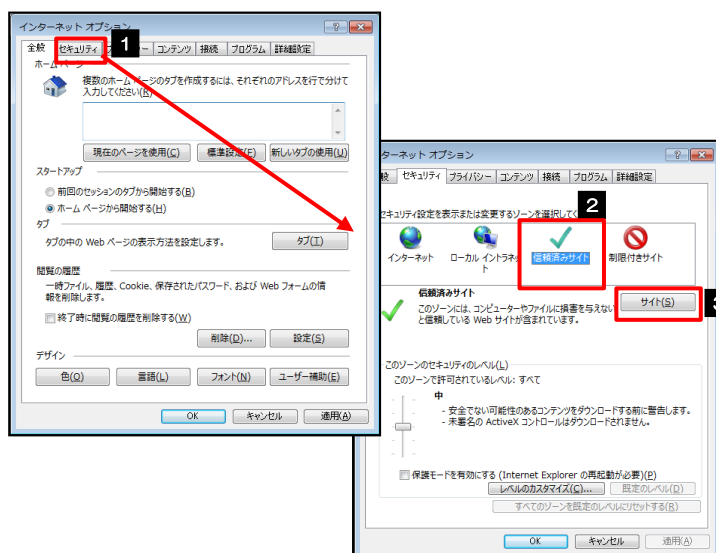 インターネット オプション
全般 セキュリティ コンテンツ 接続 プログラム 詳細設定
1
ホーム ページ
複数のホーム ページのタブを作成するには、それぞれのアドレスを行で分けて
入力してください(R)
現在のページを使用(C) 標準設定(F) 新しいタブの使用(U)
スタートアップ
前回のセッションのタブから開始する(B)
ホーム ページから開始する(H)
タブ
タブの中の Web ページの表示方法を設定します。 タブ(T)
閲覧の履歴
一時ファイル、履歴、Cookie、保存されたパスワード、および Web フォームの情
報を削除します。
終了時に閲覧の履歴を削除する(W)
削除(D)... 設定(S)
デザイン
色(O) 言語(L) フォント(N) ユーザー補助(E)
OK キャンセル 適用(A)
ターネット オプション
般 セキュリティ プライバシー コンテンツ 接続 プログラム 詳細設定
セキュリティ設定を表示または変更するゾーンを選択して
2
インターネット ローカル イントラネット 信頼済みサイト 制限付きサイト
信頼済みサイト
このゾーンには、コンピューターやファイルに損害を与えない
と信頼している Web サイトが含まれています。
サイト(S)
3
このゾーンのセキュリティのレベル(L)
このゾーンで許可されているレベル: すべて
中
- 安全でない可能性のあるコンテンツをダウンロードする前に警告します。
- 未署名の ActiveX コントロールはダウンロードされません。
保護モードを有効にする (Internet Explorer の再起動が必要)(P)
レベルのカスタマイズ(C)... 既定のレベル(D)
すべてのゾーンを既定のレベルにリセットする(R)
OK キャンセル 適用(A)